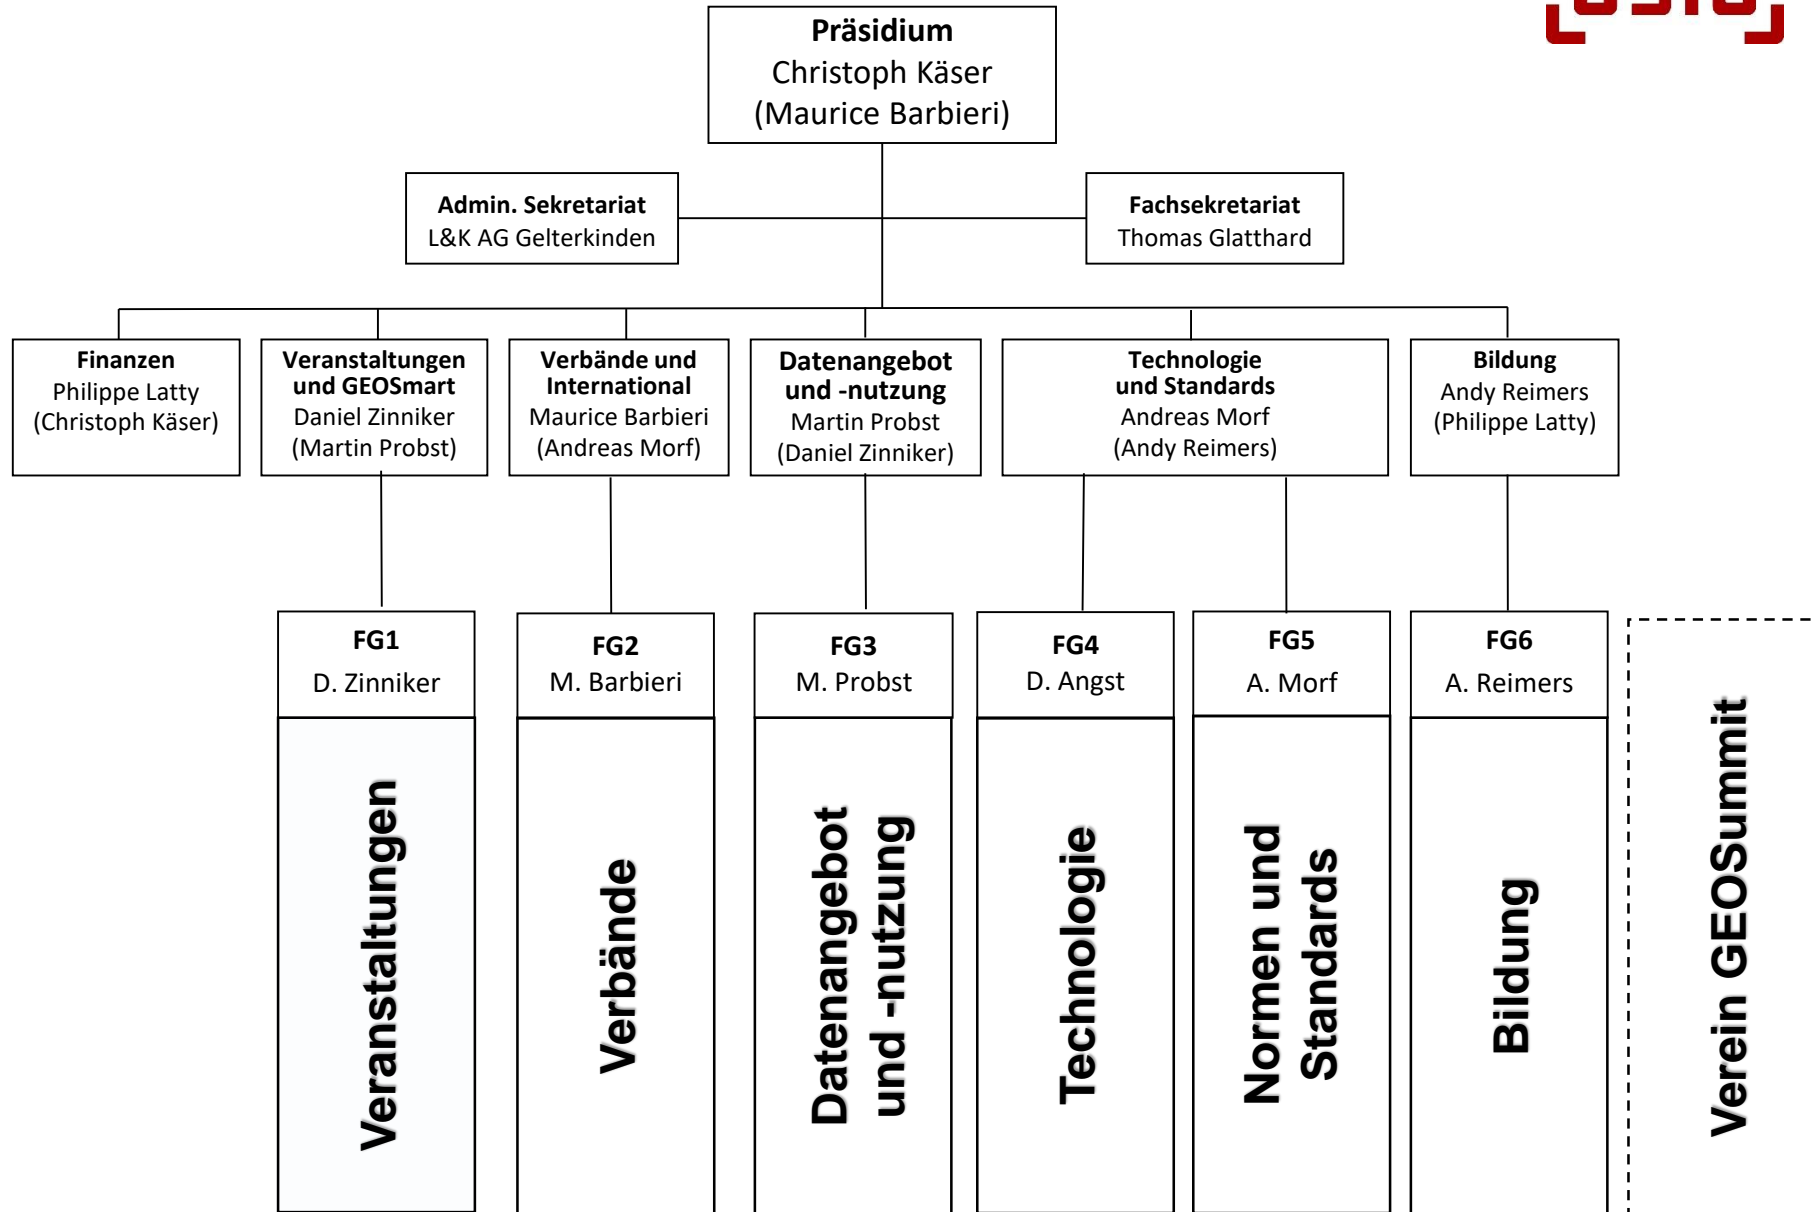 Präsidium
Christoph Käser
(Maurice Barbieri)
Admin. Sekretariat
L&K AG Gelterkinden
Fachsekretariat
Thomas Glatthard
Finanzen
Philippe Latty
(Christoph Käser)
Veranstaltungen
und GEOSmart
Daniel Zinniker
(Martin Probst)
Verbände und
International
Maurice Barbieri
(Andreas Morf)
Datenangebot
und -nutzung
Martin Probst
(Daniel Zinniker)
Technologie
und Standards
Andreas Morf
(Andy Reimers)
Bildung
Andy Reimers
(Philippe Latty)
FG1
D. Zinniker
FG2
M. Barbieri
FG3
M. Probst
FG4
D. Angst
FG5
A. Morf
FG6
A. Reimers
Veranstaltungen
Verbände
Datenangebot
und -nutzung
Technologie
Normen und
Standards
Bildung
Verein GEOSummit